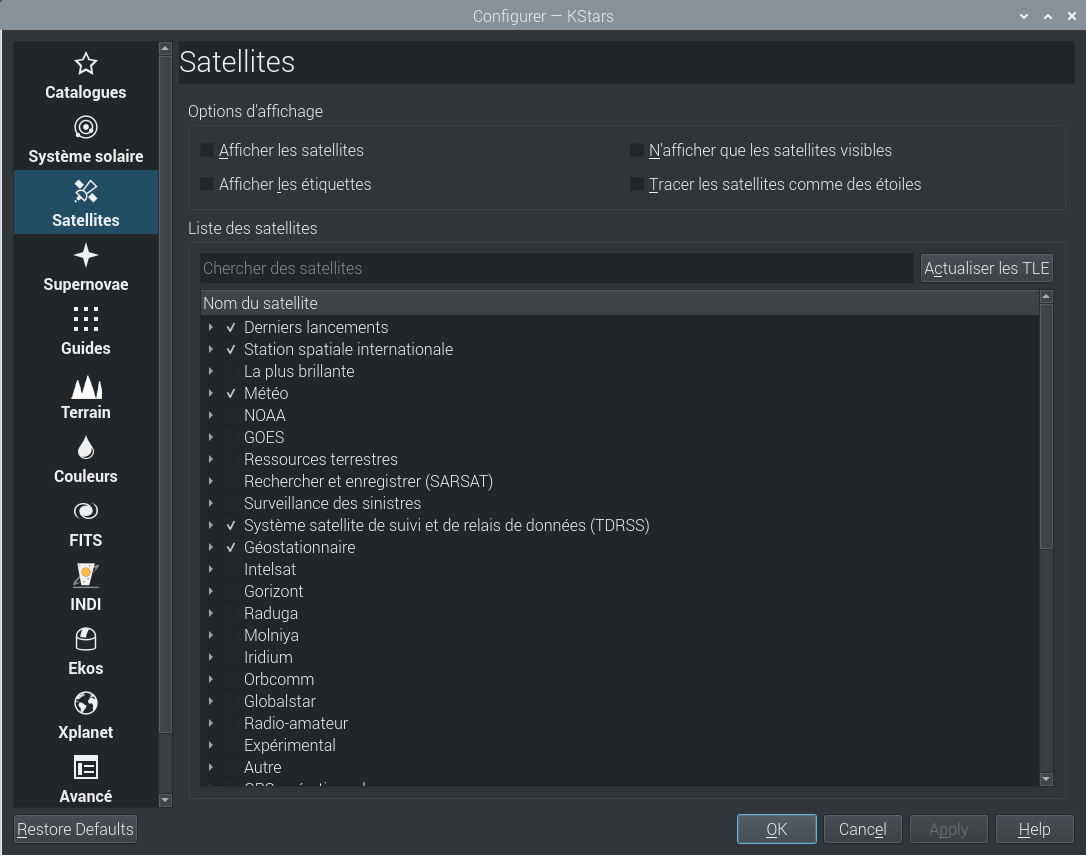 Configurer — KStars
Catalogues
Système solaire
Satellites
Supernovae
Guides
Terrain
Couleurs
FITS
INDI
Ekos
Xplanet
Avancé
Satellites
Options d'affichage
Afficher les satellites
N'afficher que les satellites visibles
Afficher les étiquettes
Tracer les satellites comme des étoiles
Liste des satellites
Chercher des satellites
Actualiser les TLE
Nom du satellite
Derniers lancements
Station spatiale internationale
La plus brillante
Météo
NOAA
GOES
Ressources terrestres
Rechercher et enregistrer (SARSAT)
Surveillance des sinistres
Système satellite de suivi et de relais de données (TDRSS)
Géostationnaire
Intelsat
Gorizont
Raduga
Molniya
Iridium
Orbcomm
Globalstar
Radio-amateur
Expérimental
Autre
Restore Defaults
OK
Cancel
Apply
Help